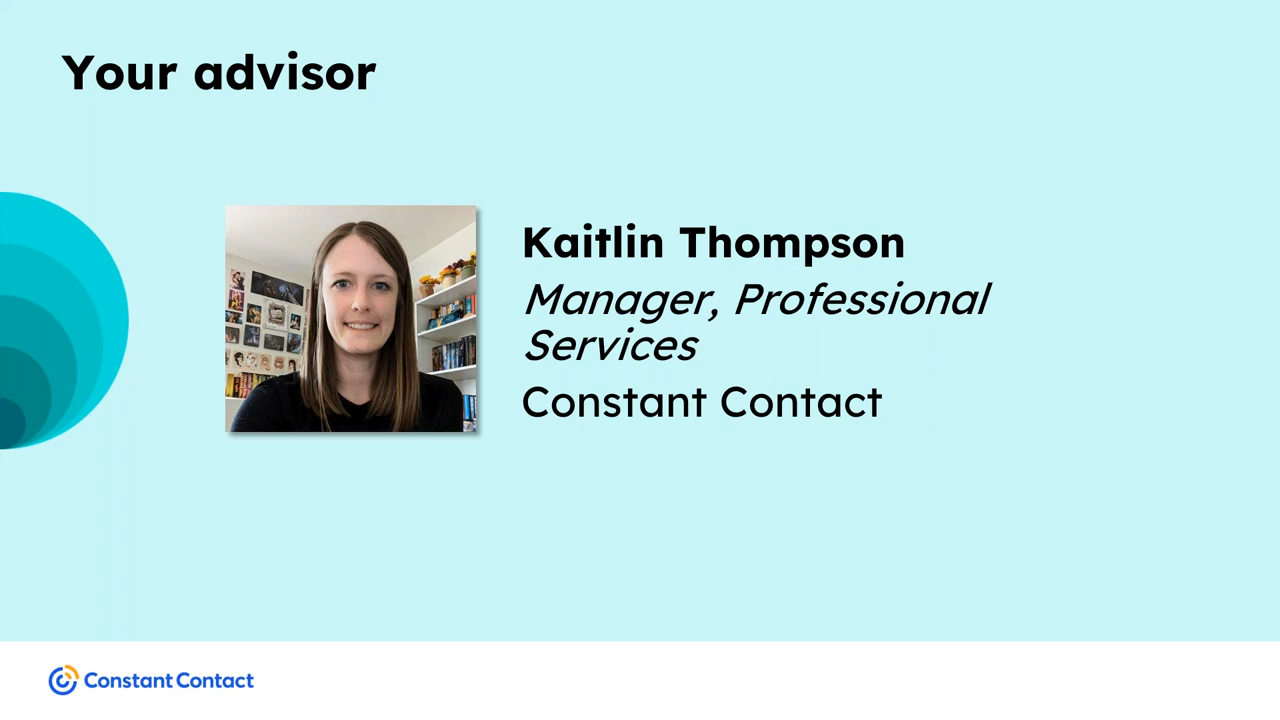 Your advisor
Kaitlin Thompson
Manager, Professional
Services
Constant Contact
Constant Contact